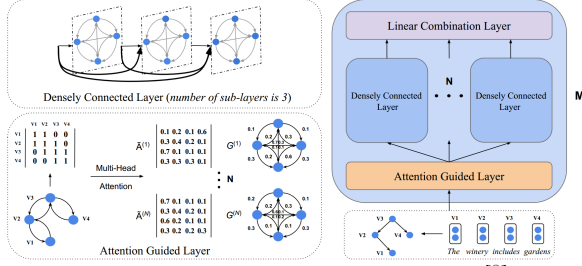 Densely Connected Layer (number of sub-layers is 3)
V1 V2 V3 V4
V1 1 1 0 0
V2 1 1 1 0
V3 0 1 1 1
V4 0 0 1 1
V3
V2
V4
V1
Multi-Head
Attention
Ã(1)
0.1 0.2 0.1 0.6
0.3 0.4 0.2 0.1
0.7 0.1 0.1 0.1
0.3 0.3 0.3 0.1
G(1)
N
Ã(N)
0.7 0.1 0.1 0.1
0.3 0.4 0.2 0.1
0.6 0.2 0.1 0.1
0.3 0.2 0.2 0.3
G(N)
Attention Guided Layer
Linear Combination Layer
Densely Connected
Layer
N
Densely Connected
Layer
M
Attention Guided Layer
V3
V2
V4
V1
V1 V2 V3 V4
The winery includes gardens